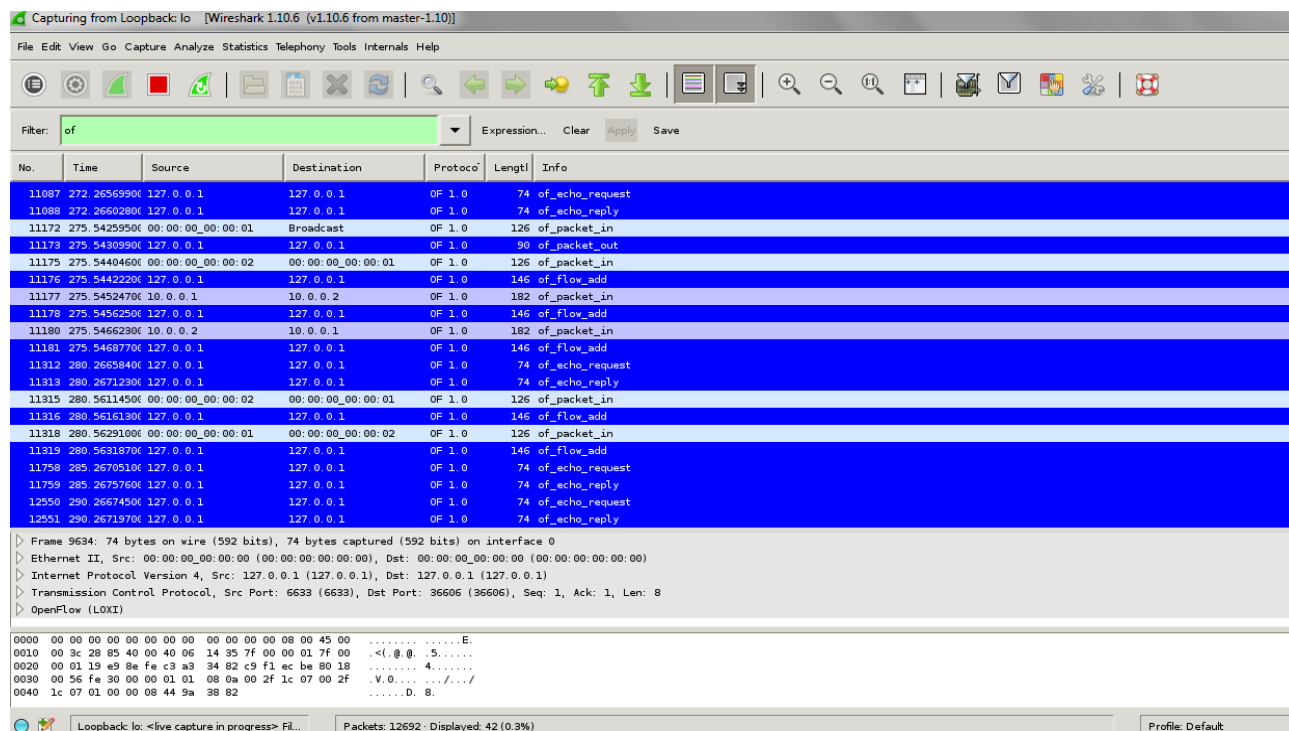 Capturing from Loopback: lo [Wireshark 1.10.6 (v1.10.6 from master-1.10)]
File Edit View Go Capture Analyze Statistics Telephony Tools Internals Help
Filter: of Expression... Clear Apply Save
No. Time Source Destination Protoco Lengtl Info
11087 272.26569900 127.0.0.1 127.0.0.1 OF 1.0 74 of_echo_request
11088 272.26602800 127.0.0.1 127.0.0.1 OF 1.0 74 of_echo_reply
11172 275.54259500 00:00:00_00:00:01 Broadcast OF 1.0 126 of_packet_in
11173 275.54309900 127.0.0.1 127.0.0.1 OF 1.0 90 of_packet_out
11175 275.54404600 00:00:00_00:00:02 00:00:00_00:00:01 OF 1.0 126 of_packet_in
11176 275.54422200 127.0.0.1 127.0.0.1 OF 1.0 146 of_flow_add
11177 275.54524700 10.0.0.1 10.0.0.2 OF 1.0 182 of_packet_in
11178 275.54562500 127.0.0.1 127.0.0.1 OF 1.0 146 of_flow_add
11180 275.54662300 10.0.0.2 10.0.0.1 OF 1.0 182 of_packet_in
11181 275.54687700 127.0.0.1 127.0.0.1 OF 1.0 146 of_flow_add
11312 280.26658400 127.0.0.1 127.0.0.1 OF 1.0 74 of_echo_request
11313 280.26712300 127.0.0.1 127.0.0.1 OF 1.0 74 of_echo_reply
11315 280.56114500 00:00:00_00:00:02 00:00:00_00:00:01 OF 1.0 126 of_packet_in
11316 280.56161300 127.0.0.1 127.0.0.1 OF 1.0 146 of_flow_add
11318 280.56291000 00:00:00_00:00:01 00:00:00_00:00:02 OF 1.0 126 of_packet_in
11319 280.56318700 127.0.0.1 127.0.0.1 OF 1.0 146 of_flow_add
11758 285.26705100 127.0.0.1 127.0.0.1 OF 1.0 74 of_echo_request
11759 285.26757600 127.0.0.1 127.0.0.1 OF 1.0 74 of_echo_reply
12550 290.26674500 127.0.0.1 127.0.0.1 OF 1.0 74 of_echo_request
12551 290.26719700 127.0.0.1 127.0.0.1 OF 1.0 74 of_echo_reply
Frame 9634: 74 bytes on wire (592 bits), 74 bytes captured (592 bits) on interface 0
Ethernet II, Src: 00:00:00_00:00:00 (00:00:00:00:00:00), Dst: 00:00:00_00:00:00 (00:00:00:00:00:00)
Internet Protocol Version 4, Src: 127.0.0.1 (127.0.0.1), Dst: 127.0.0.1 (127.0.0.1)
Transmission Control Protocol, Src Port: 6633 (6633), Dst Port: 36606 (36606), Seq: 1, Ack: 1, Len: 8
OpenFlow (LOXI)
0000 00 00 00 00 00 00 00 00 00 00 00 00 08 00 45 00 ........ ......E.
0010 00 3c 28 85 40 00 40 06 14 35 7f 00 00 01 7f 00 .<(.@.@. .5......
0020 00 01 19 e9 8e fe c3 a3 34 82 c9 f1 ec be 80 18 ........ 4.......
0030 00 56 fe 30 00 00 01 01 08 0a 00 2f 1c 07 00 2f .V.0.... .../.../
0040 1c 07 01 00 00 08 44 9a 38 82 ......D. 8.
Loopback: lo: <live capture in progress> Fil... Packets: 12692 · Displayed: 42 (0.3%) Profile: Default